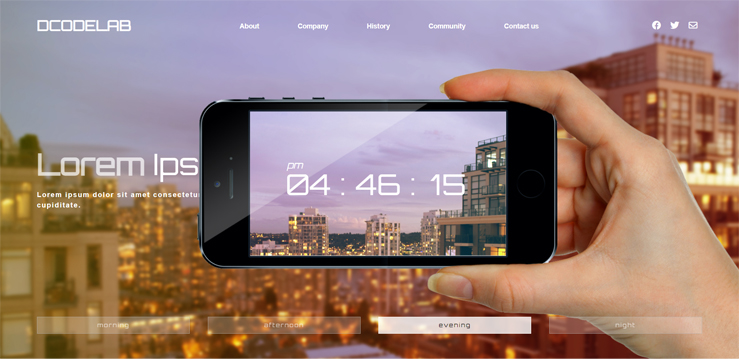 DCODELAB
About
Company
History
Community
Contact us
Lorem Ips
Lorem ipsum dolor sit amet consectetu
cupiditate.
pm
04 : 46 : 15
morning
afternoon
evening
night